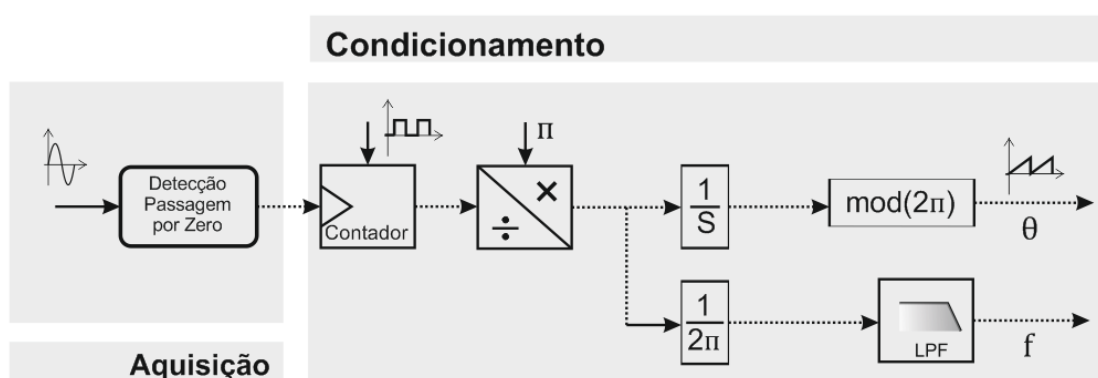 Condicionamento
Π
Detecção
Passagem
por Zero
Contador
×
÷
1
S
mod(2π)
θ
1
2π
LPF
f
Aquisição